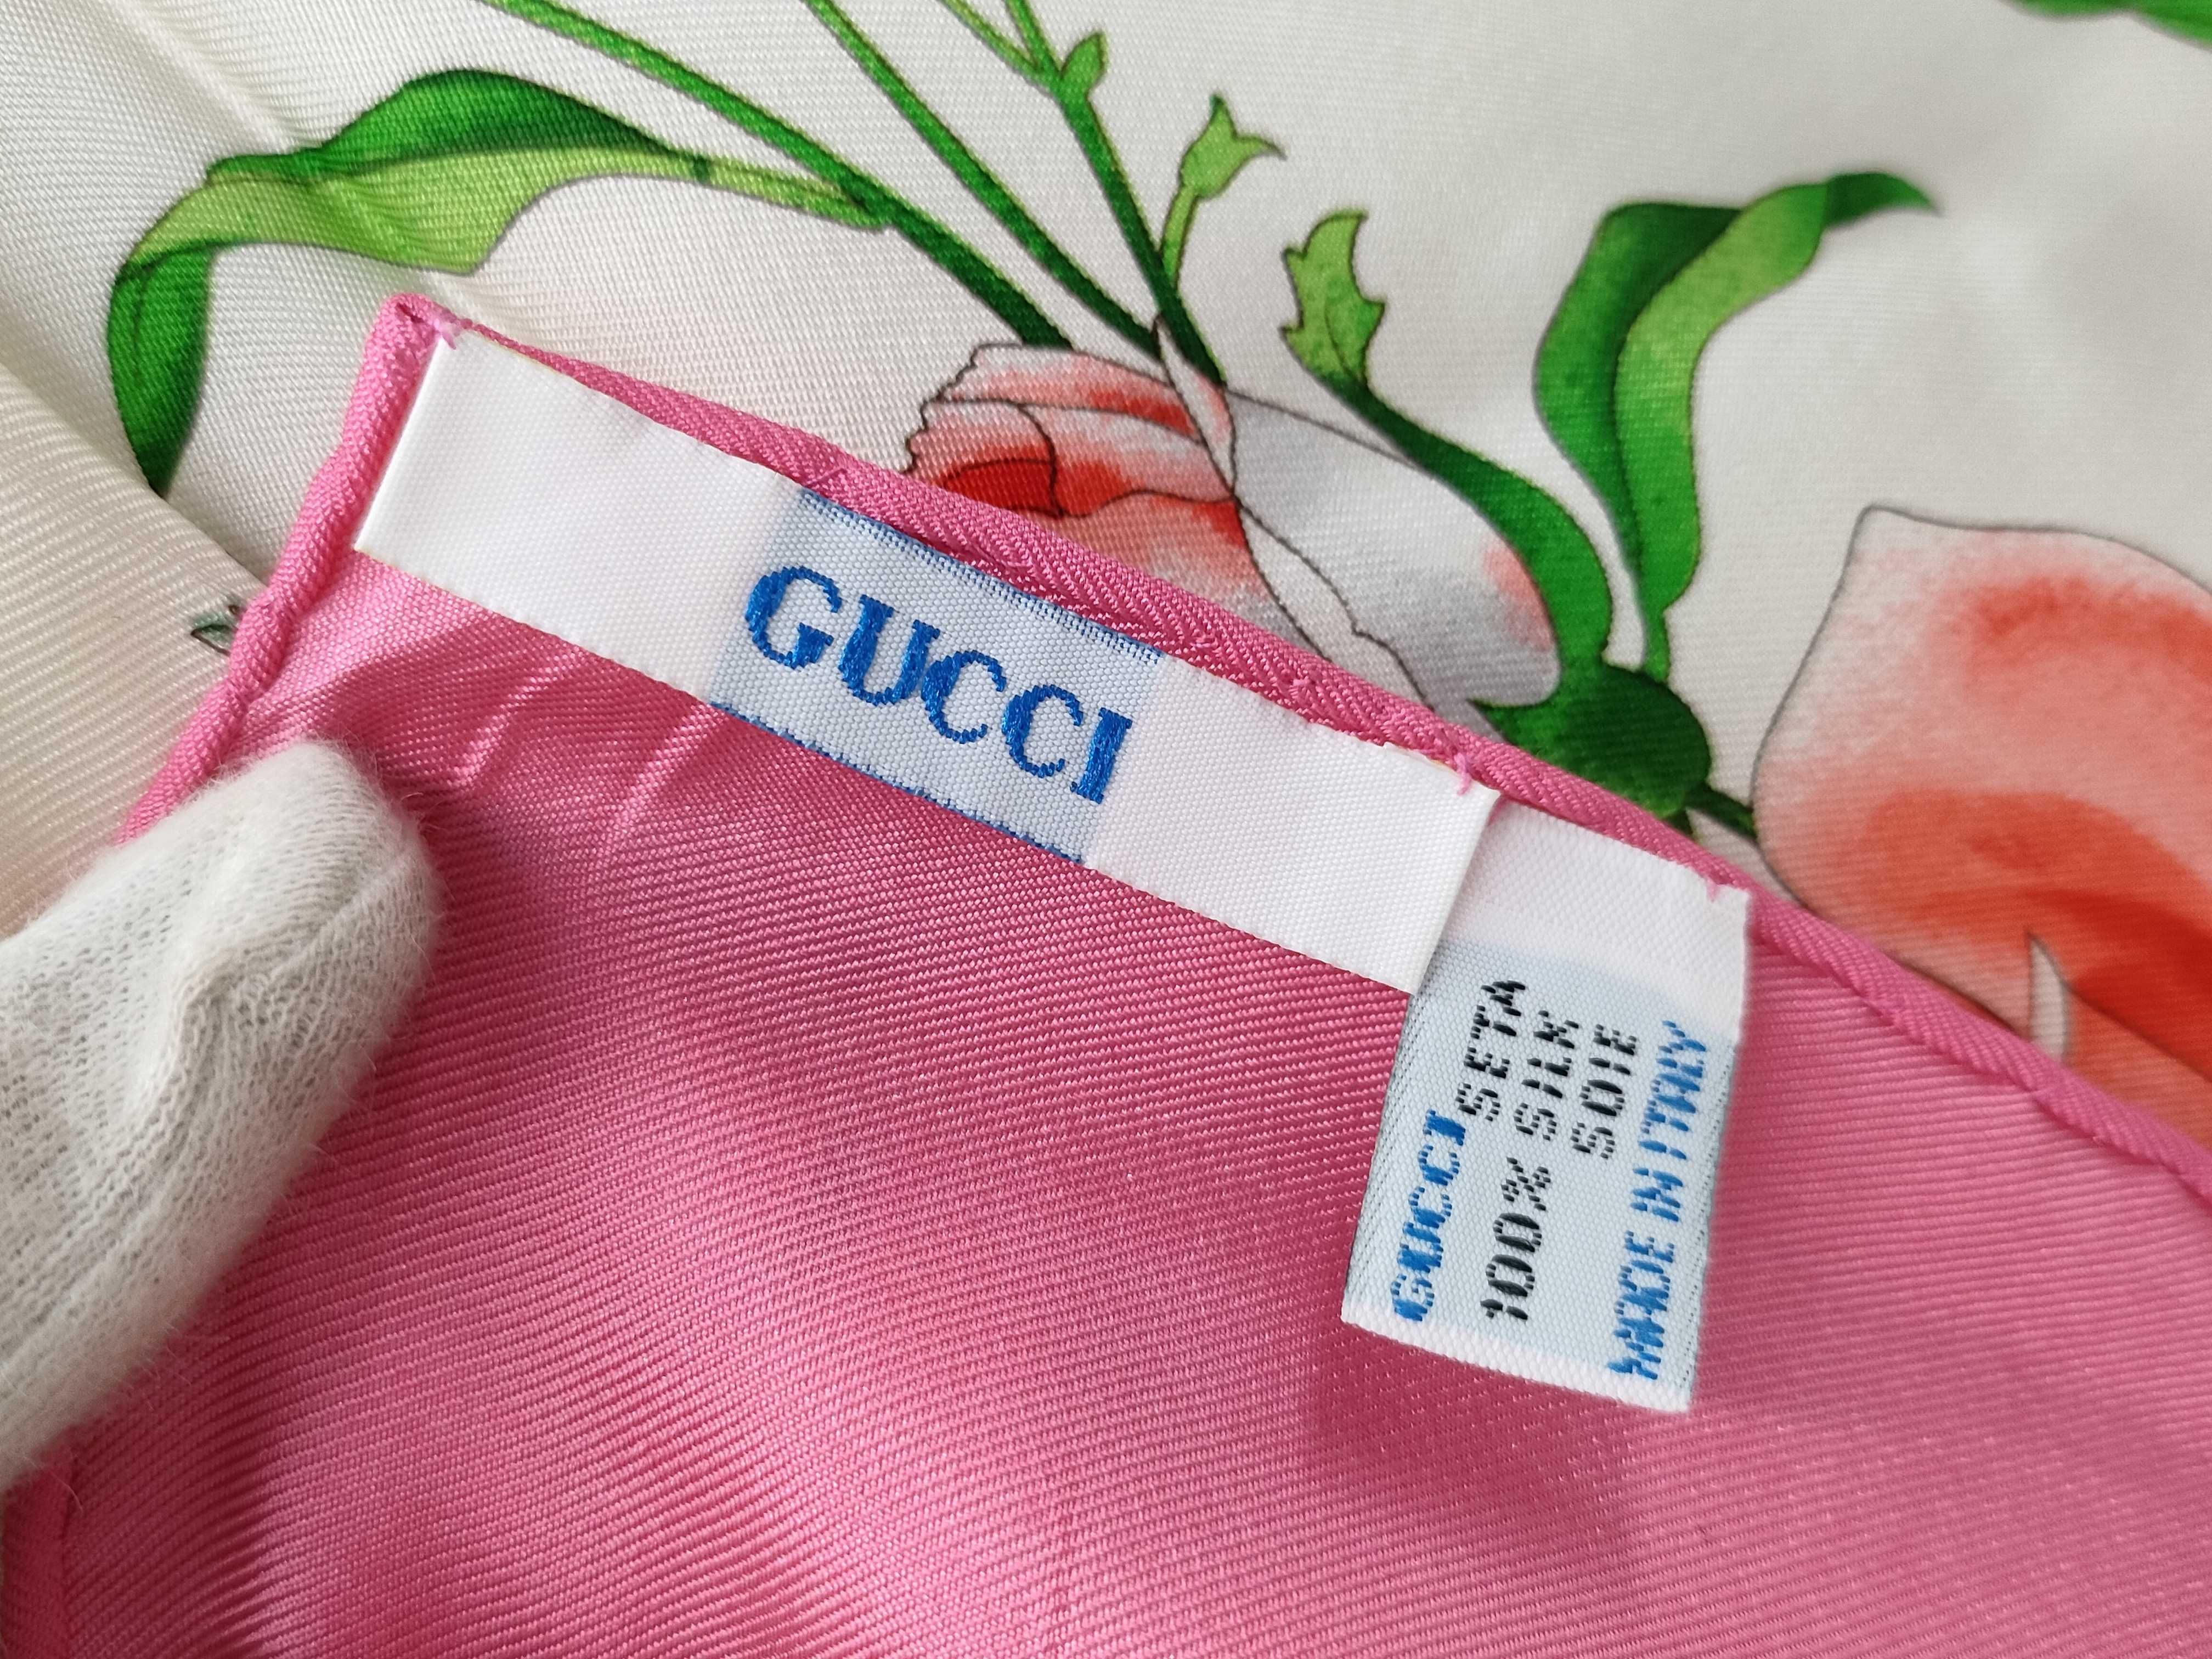 GUCCI
GUCCI
SETA
100% SILK
SOIE
MADE IN ITALY